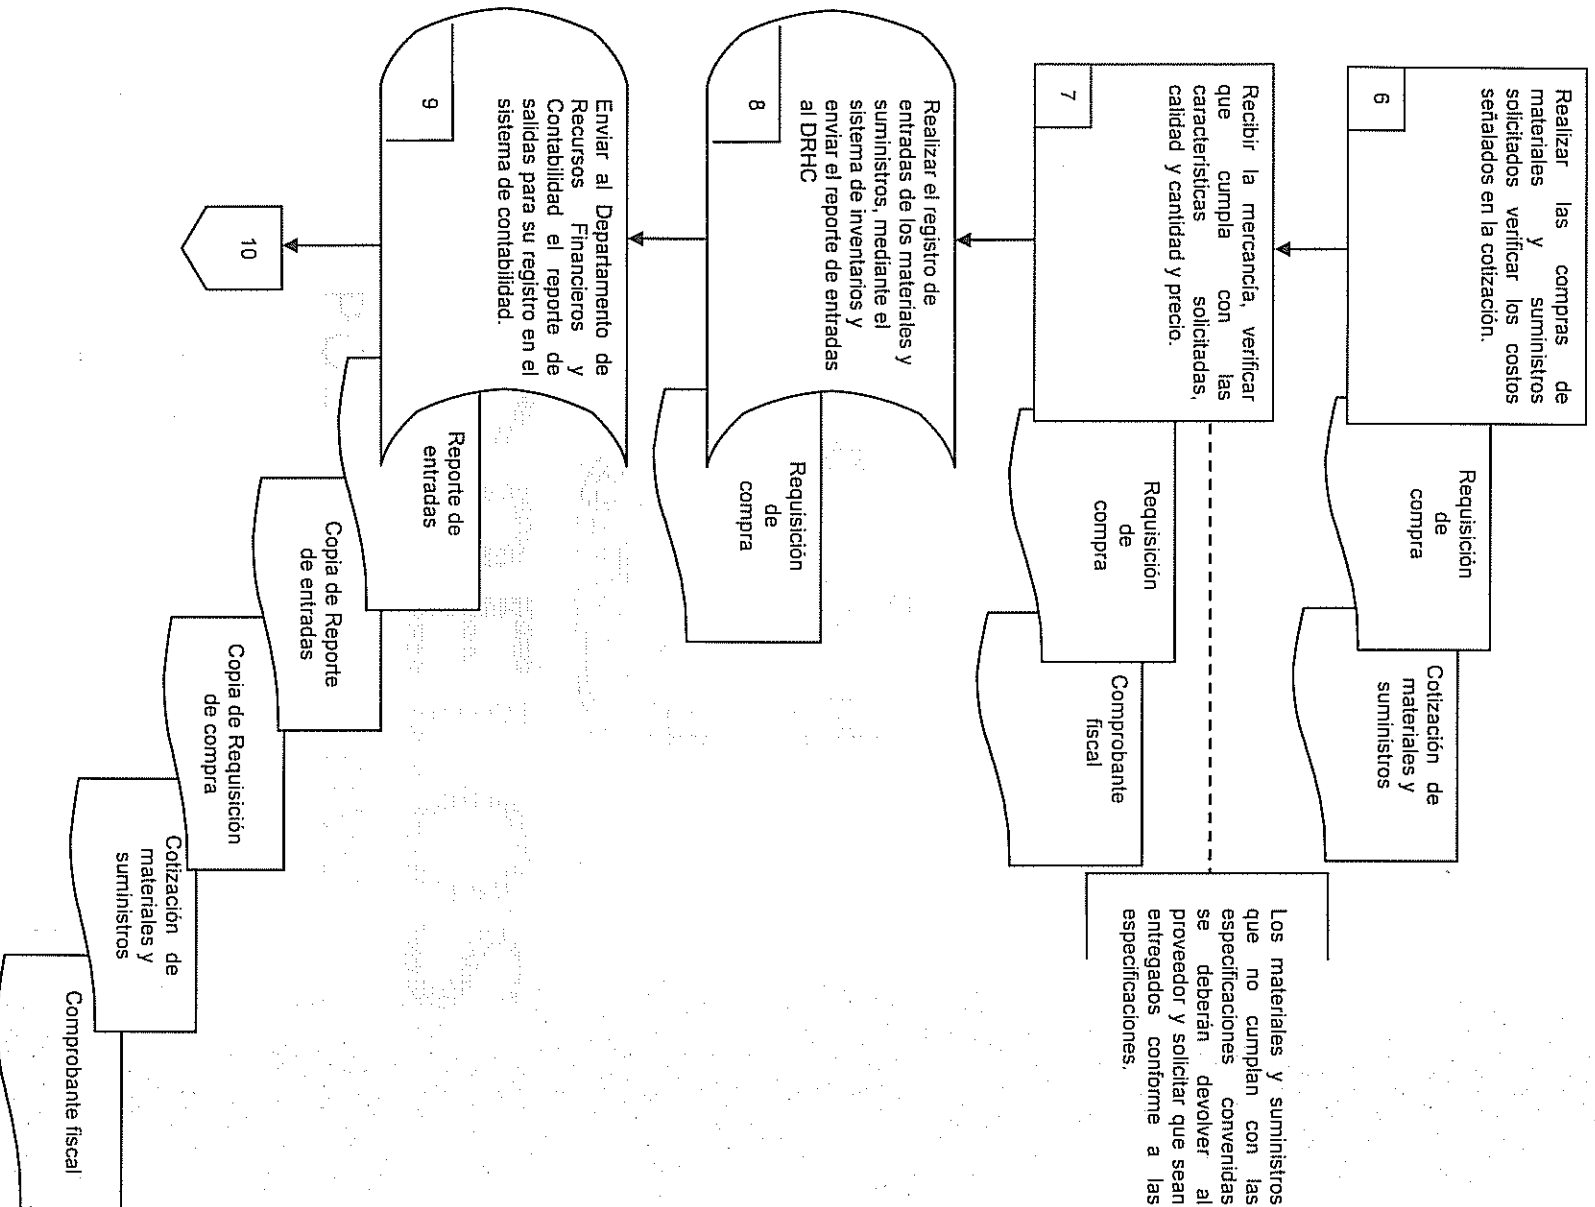 Realizar las compras de
materiales y suministros
solicitados verificar los costos
señalados en la cotización.
6
Requisición
de
compra
Cotización de
materiales y
suministros
Recibir la mercancía, verificar
que cumpla con las
características solicitadas,
calidad y cantidad y precio.
7
Requisición
de
compra
Comprobante
fiscal
Los materiales y suministros
que no cumplan con las
especificaciones convenidas
se deberán devolver al
proveedor y solicitar que sean
entregados conforme a las
especificaciones.
Realizar el registro de
entradas de los materiales y
suministros, mediante el
sistema de inventarios y
enviar el reporte de entradas
al DRHC
8
Requisición
de
compra
Enviar al Departamento de
Recursos Financieros y
Contabilidad el reporte de
salidas para su registro en el
sistema de contabilidad.
9
Reporte de
entradas
Copia de Reporte
de entradas
Copia de Requisición
de compra
Cotización de
materiales y
suministros
Comprobante fiscal
10